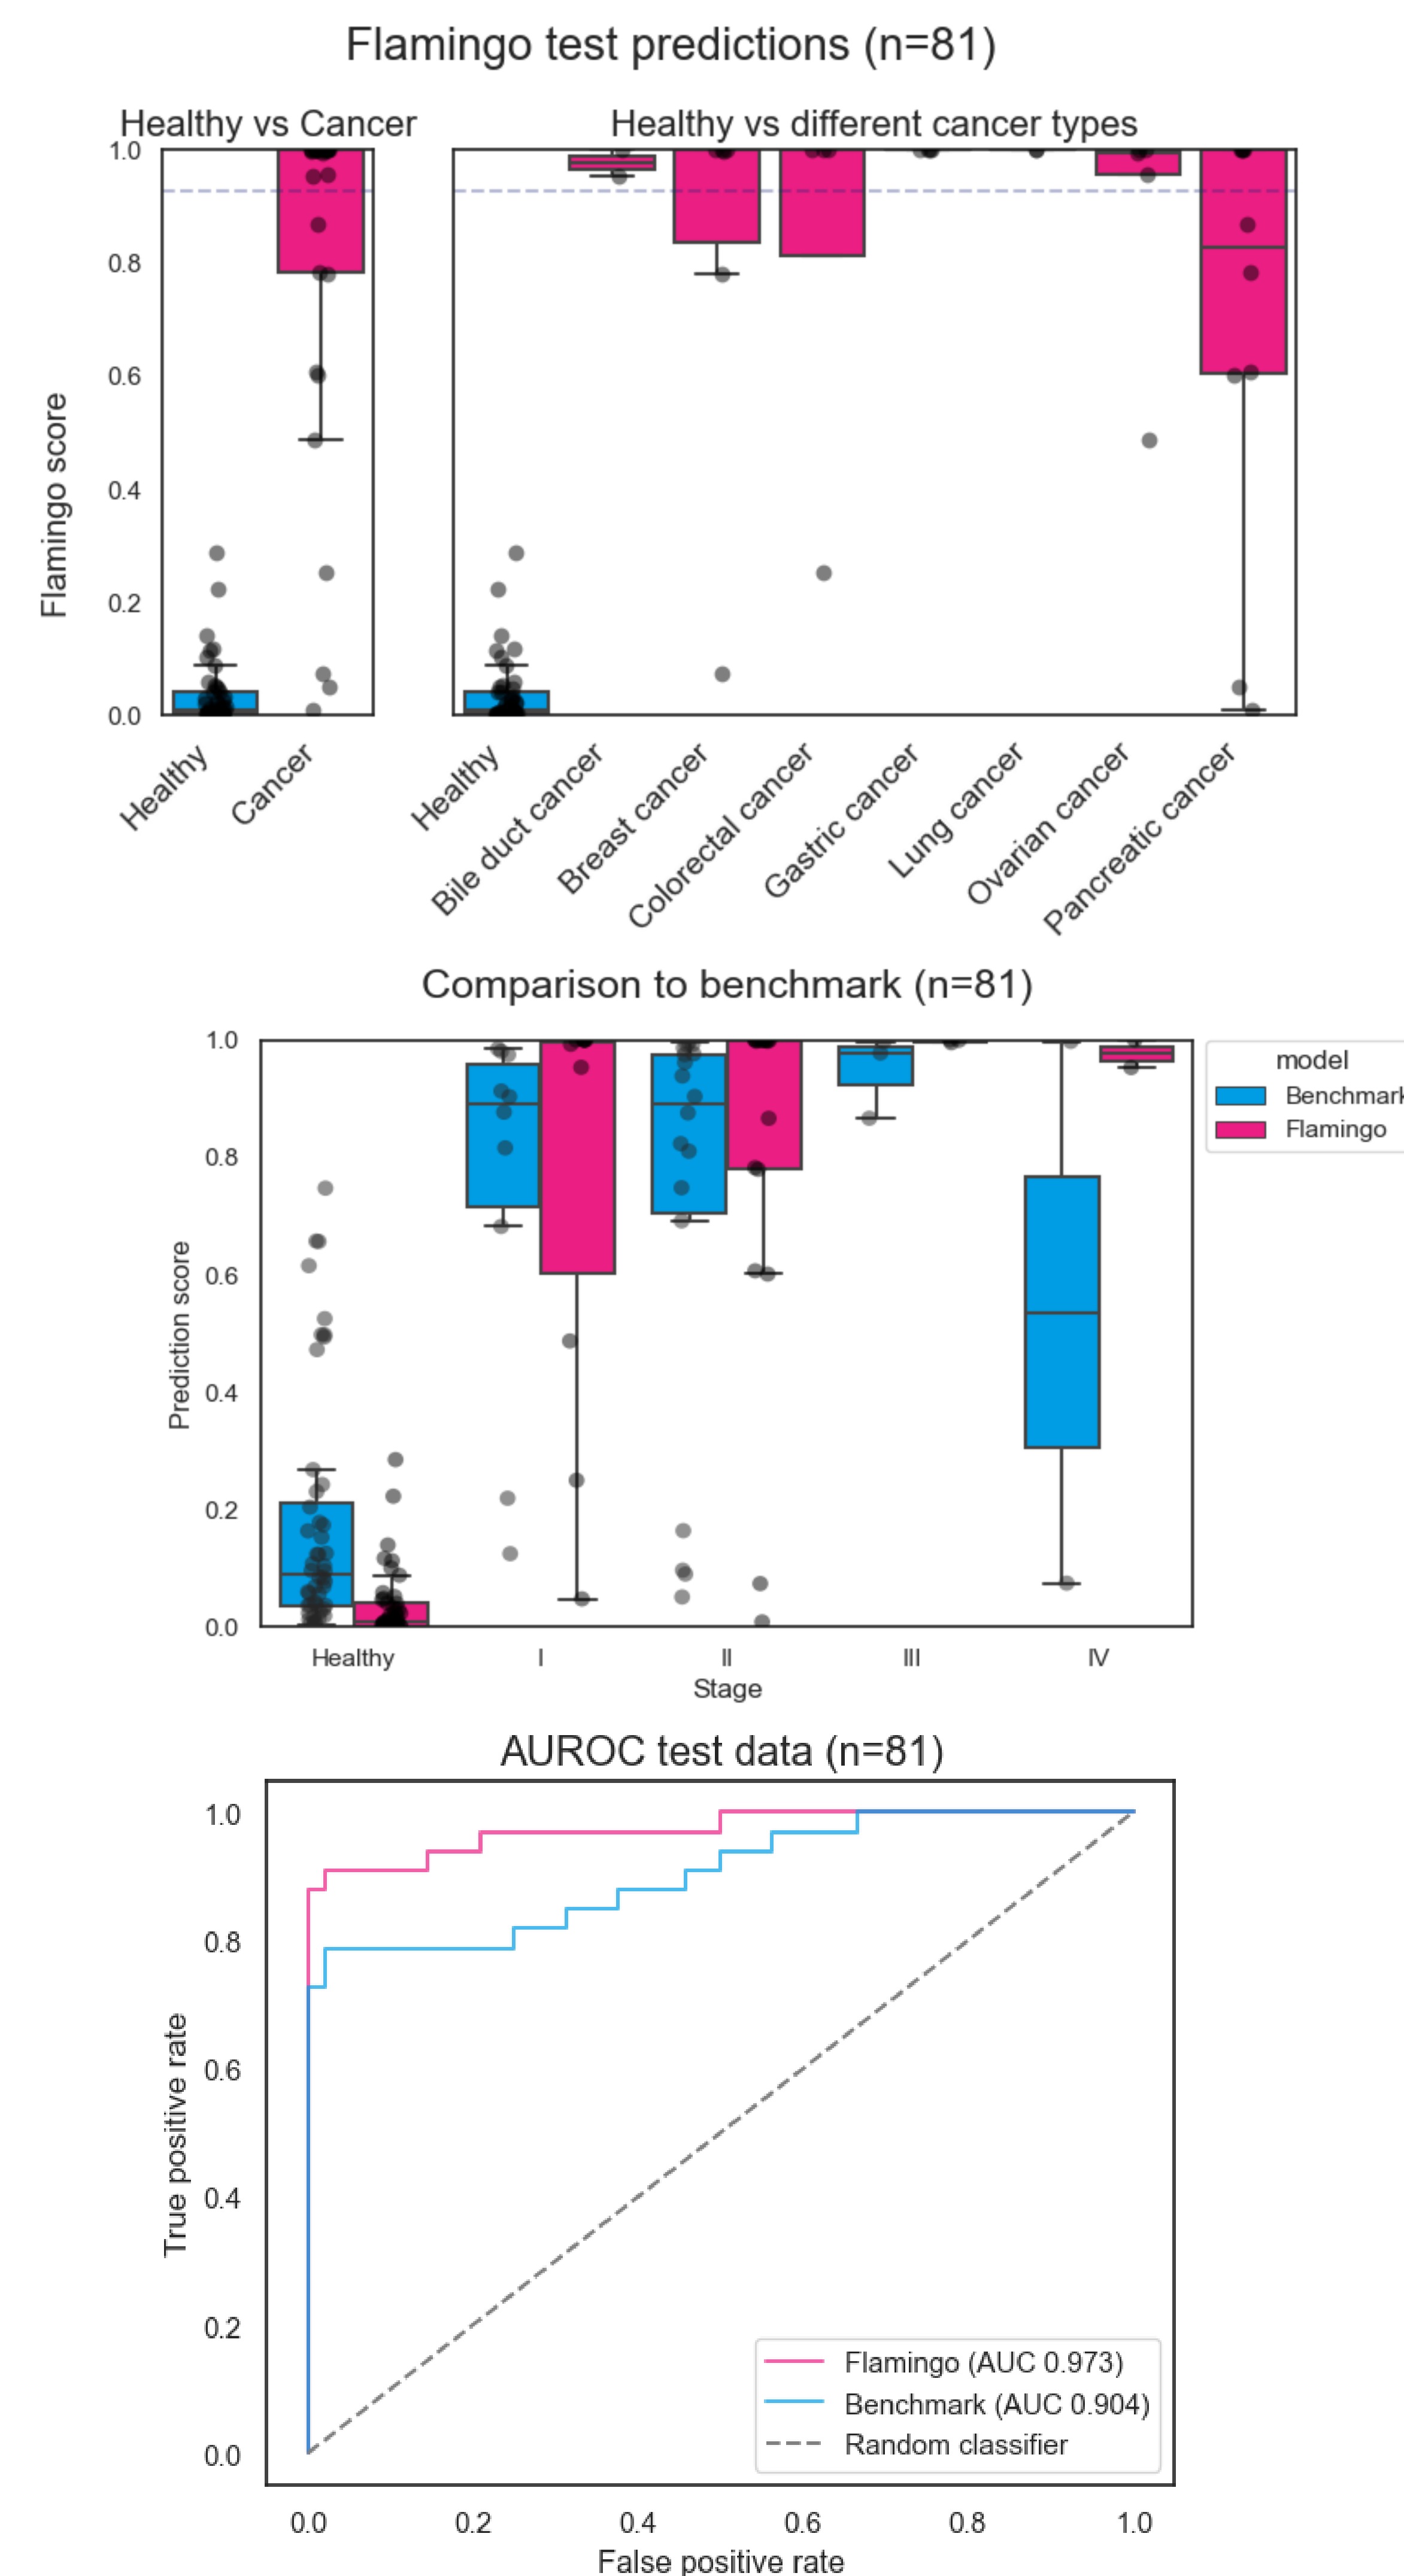 Flamingo test predictions (n=81)
Healthy vs Cancer
Healthy vs different cancer types
Flamingo score
1.0
0.8
0.6
0.4
0.2
0.0
Healthy
Cancer
Healthy
Bile duct cancer
Breast cancer
Colorectal cancer
Gastric cancer
Lung cancer
Ovarian cancer
Pancreatic cancer
Comparison to benchmark (n=81)
Prediction score
1.0
0.8
0.6
0.4
0.2
0.0
Healthy
I
II
III
IV
Stage
model
Benchmark
Flamingo
AUROC test data (n=81)
True positive rate
1.0
0.8
0.6
0.4
0.2
0.0
Flamingo (AUC 0.973)
Benchmark (AUC 0.904)
Random classifier
0.0
0.2
0.4
0.6
0.8
1.0
False positive rate